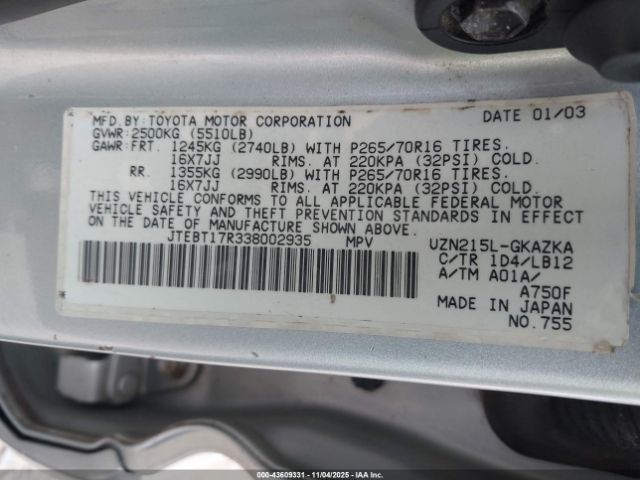 MFD.BY:TOYOTA MOTOR CORPORATION DATE 01/03
GVWR:2500KG (5510LB)
GAWR:FRT. 1245KG (2740LB) WITH P265/70R16 TIRES.
16X7JJ RIMS. AT 220KPA (32PSI) COLD.
RR. 1355KG (2990LB) WITH P265/70R16 TIRES.
16X7JJ RIMS. AT 220KPA (32PSI) COLD.
THIS VEHICLE CONFORMS TO ALL APPLICABLE FEDERAL MOTOR
VEHICLE SAFETY AND THEFT PREVENTION STANDARDS IN EFFECT
ON THE DATE OF MANUFACTURE SHOWN ABOVE.
JTEBT17R338002935 MPV UZN215L-GKAZKA
C/TR 1D4/LB12
A/TM A01A/
A750F
MADE IN JAPAN
NO.755
000-43609331 - 11/04/2025 - IAAI.COM